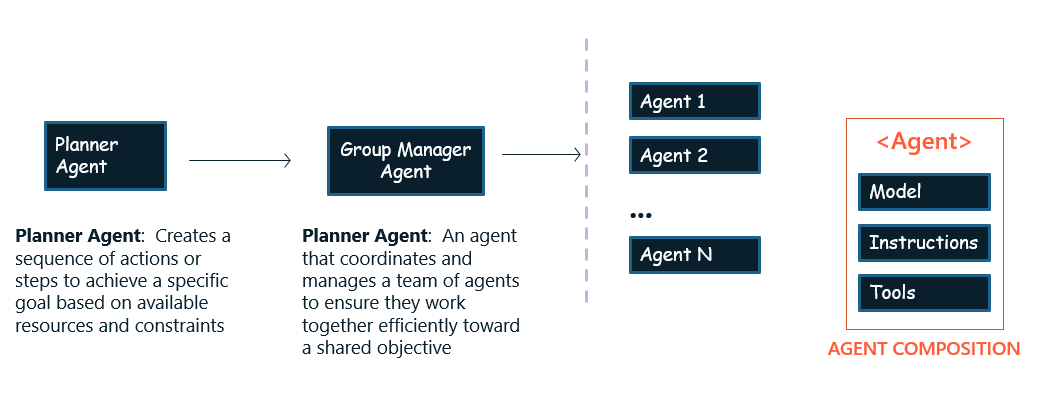 Planner
Agent
Planner Agent:  Creates a
sequence of actions or
steps to achieve a specific
goal based on available
resources and constraints
Group Manager
Agent
Planner Agent:  An agent
that coordinates and
manages a team of agents
to ensure they work
together efficiently toward
a shared objective
Agent 1
Agent 2
...
Agent N
<Agent>
Model
Instructions
Tools
AGENT COMPOSITION